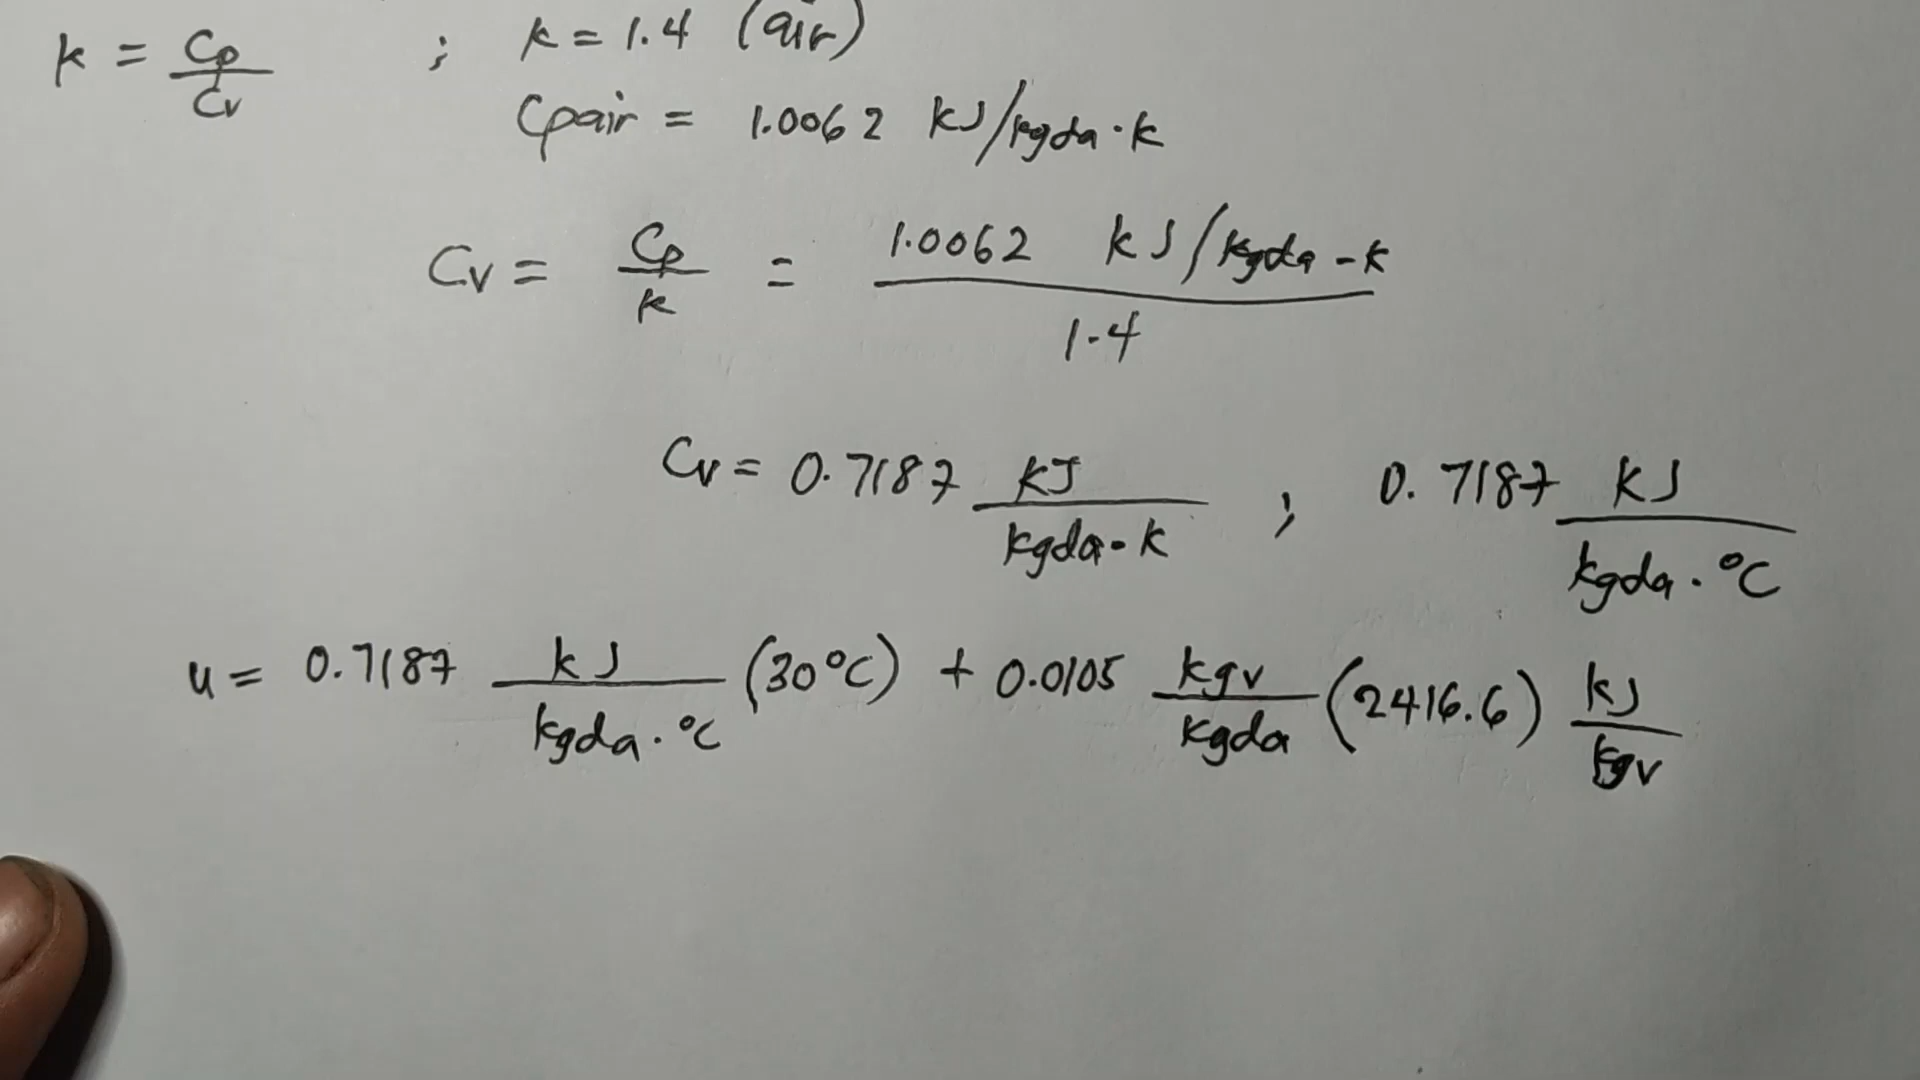 k = Cp/Cv ; k = 1.4 (air)
Cpair = 1.0062 kJ/kgda·k
Cv = Cp/k = 1.0062 kJ/kgda-k / 1.4
Cv = 0.7187 kJ/kgda-k ; 0.7187 kJ/kgda·°C
u = 0.7187 kJ/kgda·°C (30°C) + 0.0105 kgv/kgda (2416.6) kJ/kgv